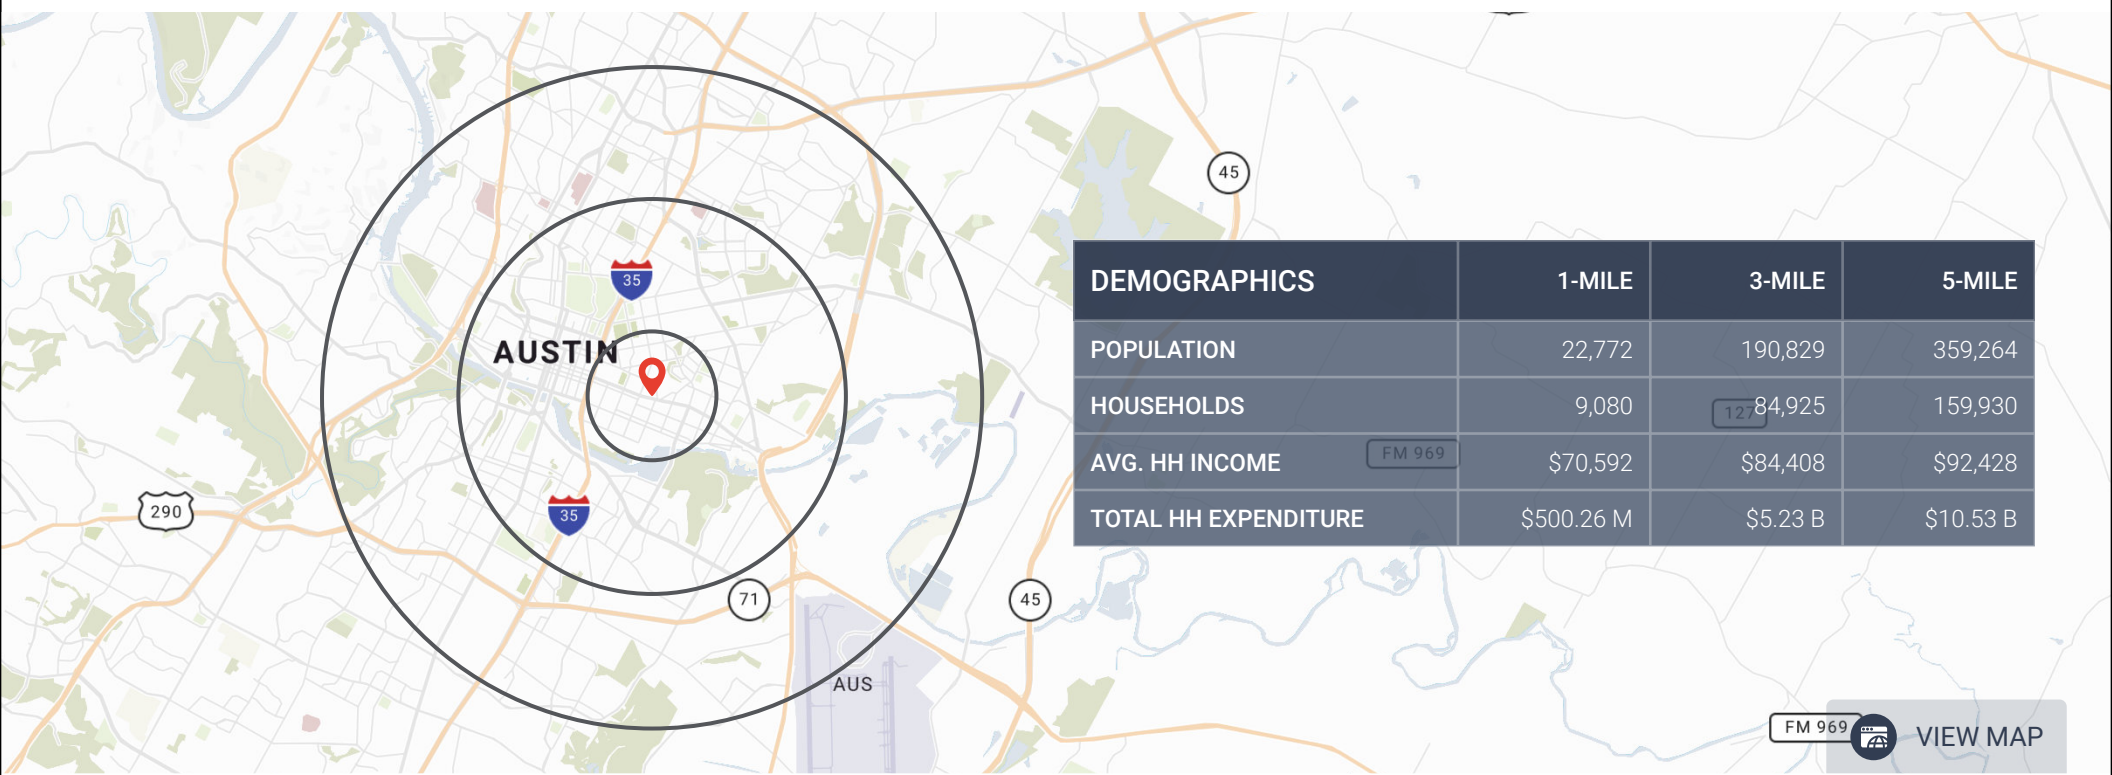 45
35
AUSTIN
DEMOGRAPHICS 1-MILE 3-MILE 5-MILE
POPULATION 22,772 190,829 359,264
HOUSEHOLDS 9,080 84,925 159,930
127
AVG. HH INCOME $70,592 $84,408 $92,428
FM 969
TOTAL HH EXPENDITURE $500.26 M $5.23 B $10.53 B
290
35
71
45
AUS
FM 969
VIEW MAP